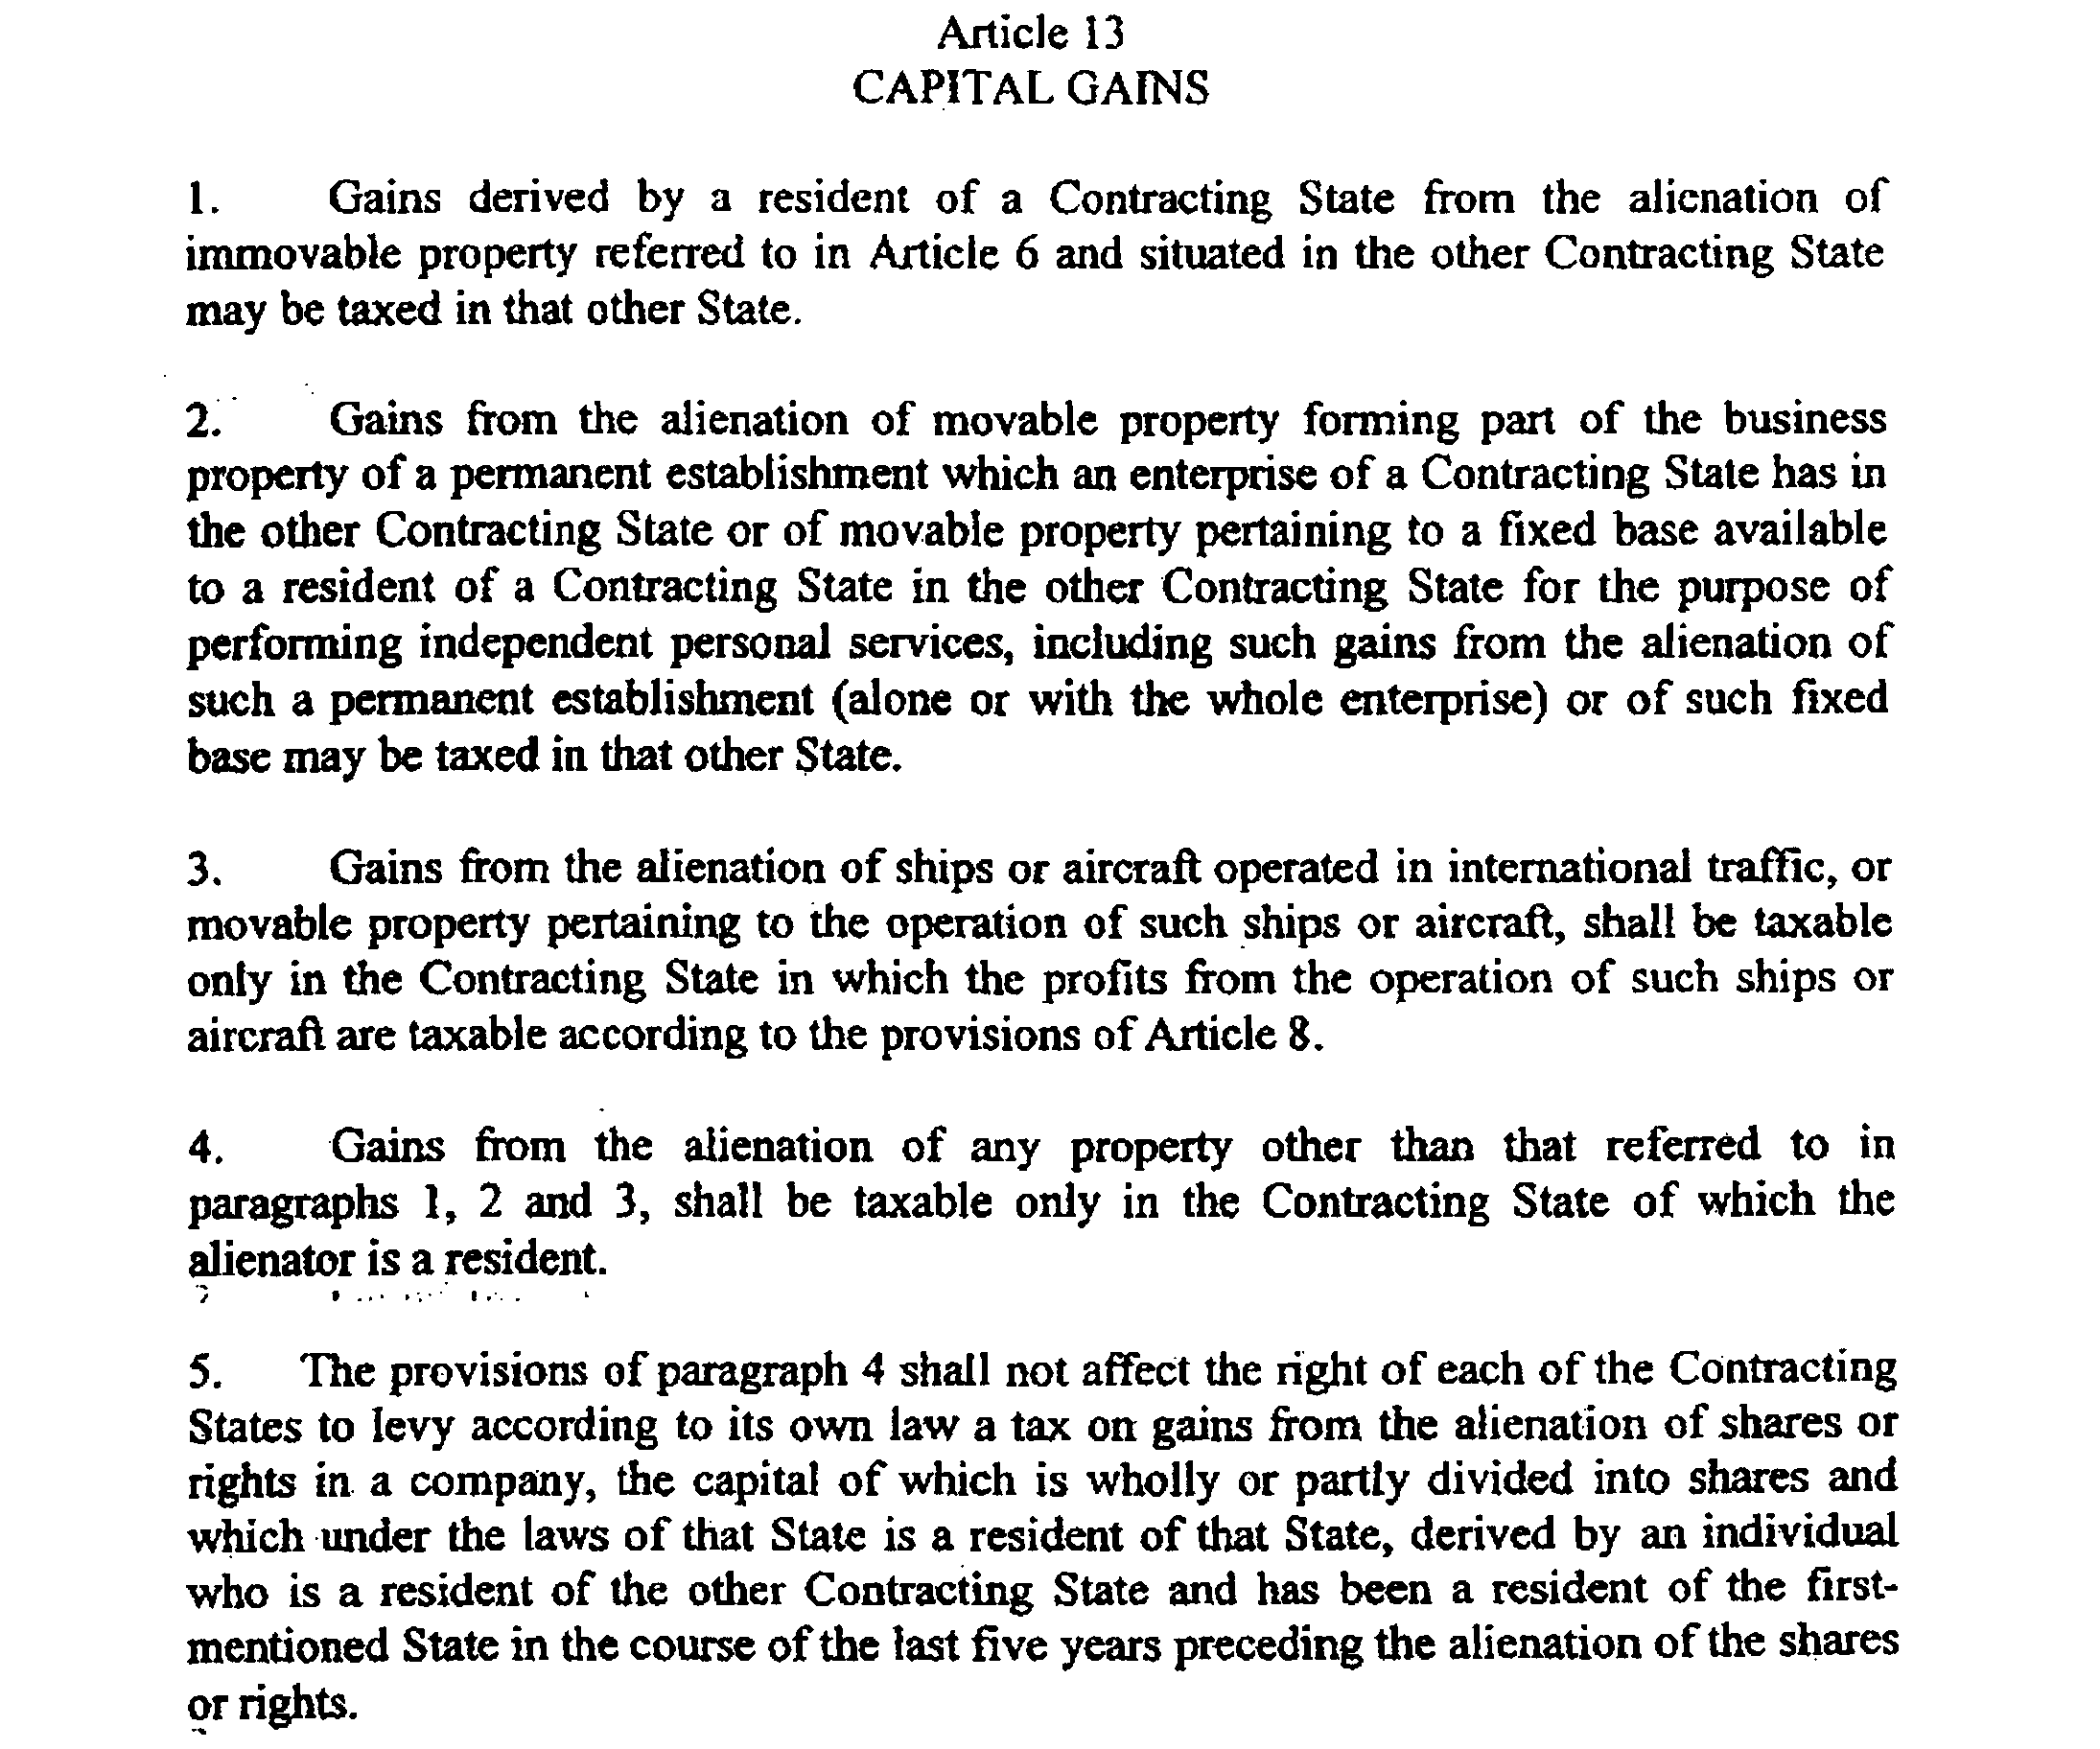 Article 13
CAPITAL GAINS
1. Gains derived by a resident of a Contracting State from the alienation of
immovable property referred to in Article 6 and situated in the other Contracting State
may be taxed in that other State.
2. Gains from the alienation of movable property forming part of the business
property of a permanent establishment which an enterprise of a Contracting State has in
the other Contracting State or of movable property pertaining to a fixed base available
to a resident of a Contracting State in the other Contracting State for the purpose of
performing independent personal services, including such gains from the alienation of
such a permanent establishment (alone or with the whole enterprise) or of such fixed
base may be taxed in that other State.
3. Gains from the alienation of ships or aircraft operated in international traffic, or
movable property pertaining to the operation of such ships or aircraft, shall be taxable
only in the Contracting State in which the profits from the operation of such ships or
aircraft are taxable according to the provisions of Article 8.
4. Gains from the alienation of any property other than that referred to in
paragraphs 1, 2 and 3, shall be taxable only in the Contracting State of which the
alienator is a resident.
5. The provisions of paragraph 4 shall not affect the right of each of the Contracting
States to levy according to its own law a tax on gains from the alienation of shares or
rights in a company, the capital of which is wholly or partly divided into shares and
which under the laws of that State is a resident of that State, derived by an individual
who is a resident of the other Contracting State and has been a resident of the first-
mentioned State in the course of the last five years preceding the alienation of the shares
or rights.